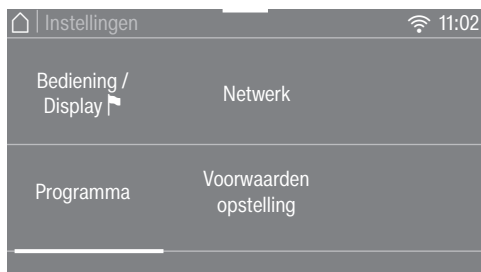 Instellingen
11:02
Bediening /
Display
Netwerk
Programma
Voorwaarden
opstelling